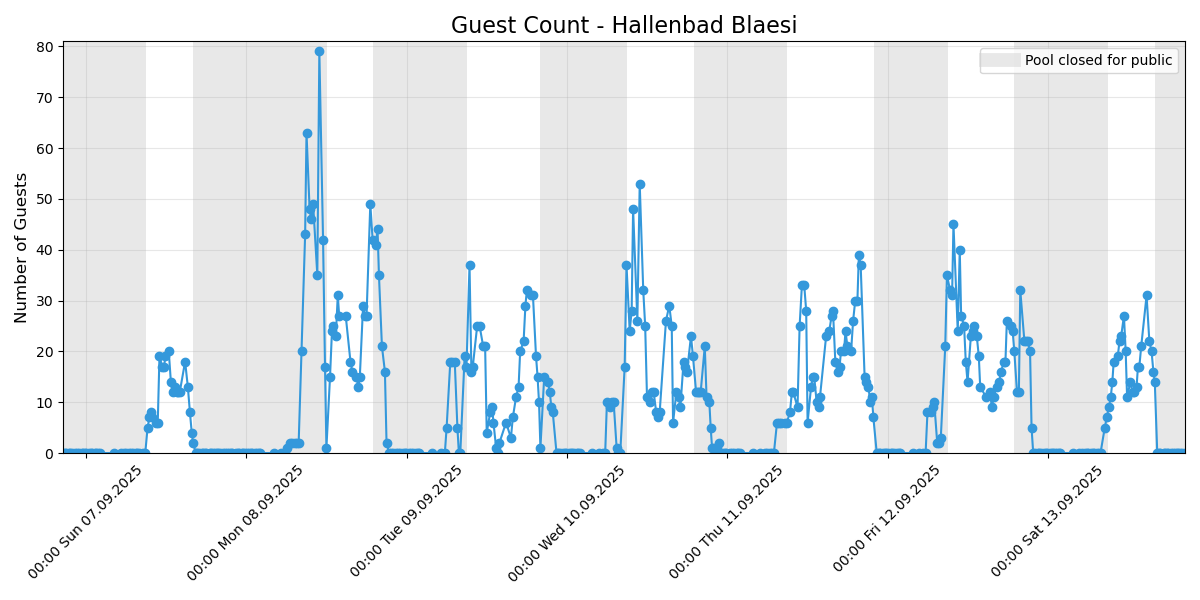 Guest Count - Hallenbad Blaesi
Pool closed for public
Number of Guests
80
70
60
50
40
30
20
10
0
00:00 Sun 07.09.2025
00:00 Mon 08.09.2025
00:00 Tue 09.09.2025
00:00 Wed 10.09.2025
00:00 Thu 11.09.2025
00:00 Fri 12.09.2025
00:00 Sat 13.09.2025